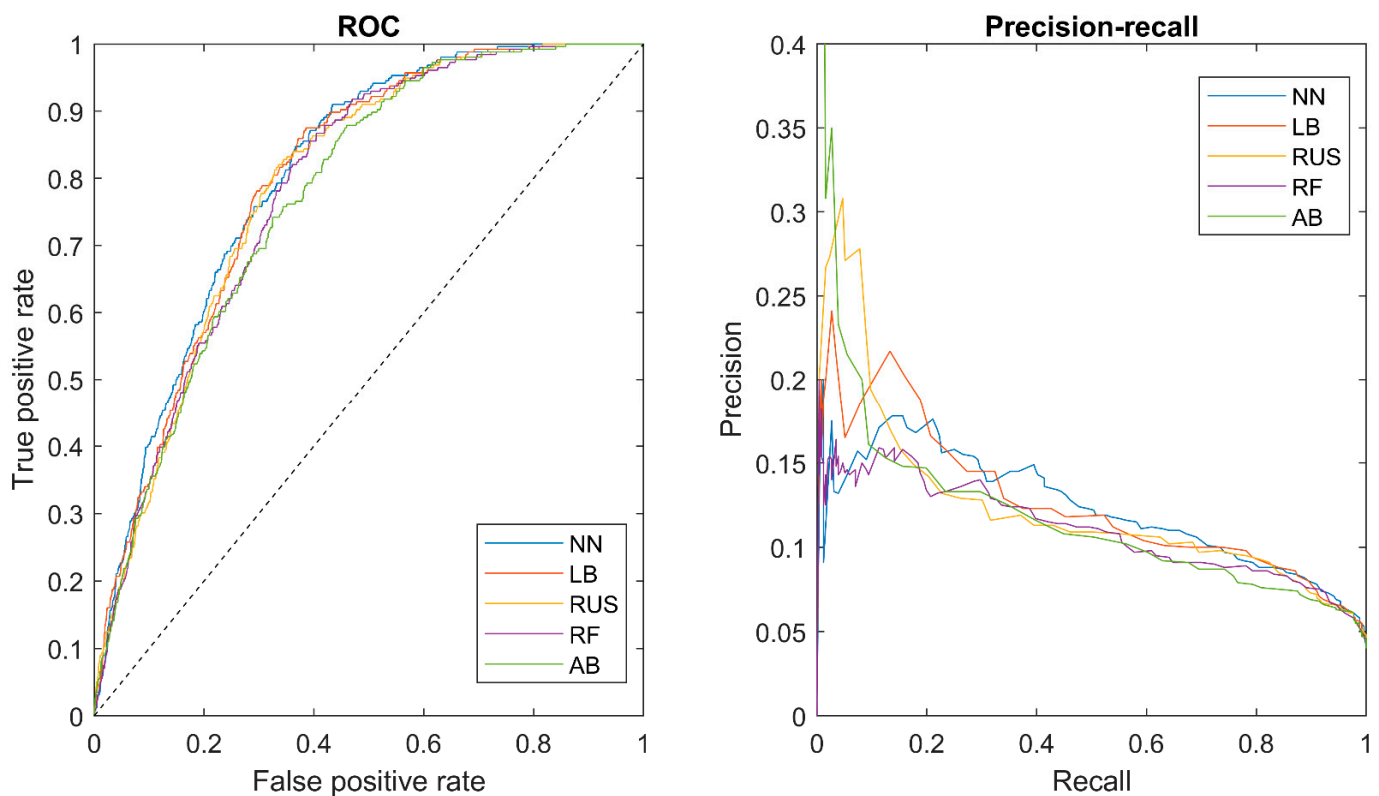 ROC
1
0.9
0.8
0.7
0.6
0.5
0.4
0.3
0.2
0.1
0
True positive rate
0 0.2 0.4 0.6 0.8 1
False positive rate
NN
LB
RUS
RF
AB
Precision-recall
0.4
0.35
0.3
0.25
0.2
0.15
0.1
0.05
0
Precision
0 0.2 0.4 0.6 0.8 1
Recall
NN
LB
RUS
RF
AB